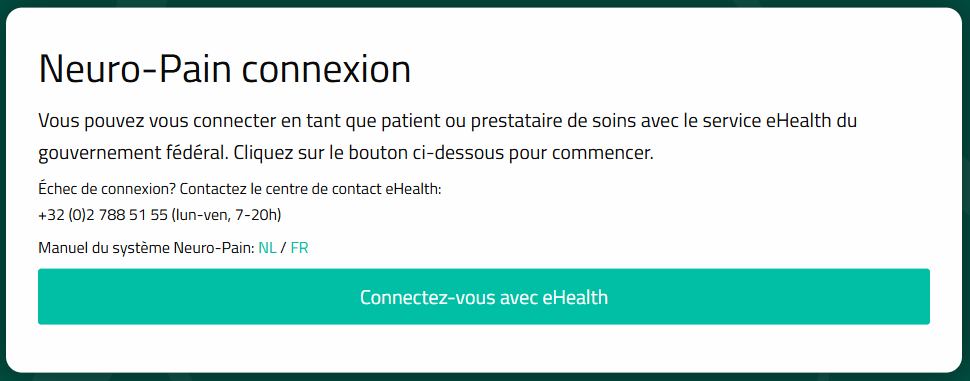 Neuro-Pain connexion
Vous pouvez vous connecter en tant que patient ou prestataire de soins avec le service eHealth du
gouvernement fédéral. Cliquez sur le bouton ci-dessous pour commencer.
Échec de connexion? Contactez le centre de contact eHealth:
+32 (0)2 788 51 55 (lun-ven, 7-20h)
Manuel du système Neuro-Pain: NL / FR
Connectez-vous avec eHealth